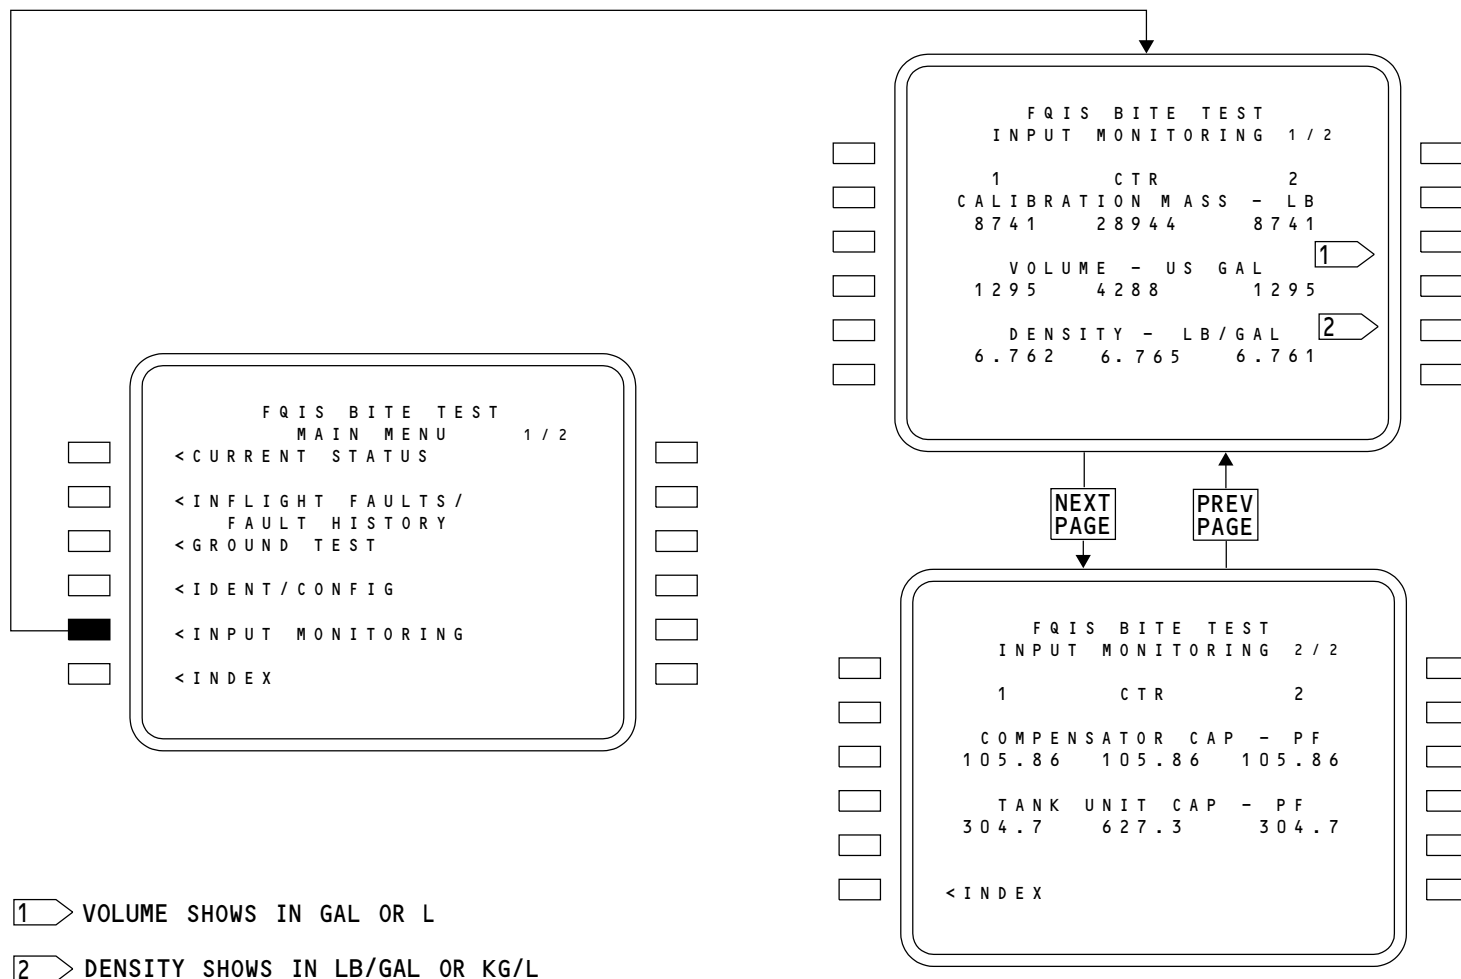 FQIS BITE TEST
INPUT MONITORING 1/2
1 CTR 2
CALIBRATION MASS - LB
8741 28944 8741
1
VOLUME - US GAL
1295 4288 1295
2
DENSITY - LB/GAL
6.762 6.765 6.761
FQIS BITE TEST
MAIN MENU 1/2
<CURRENT STATUS
<INFLIGHT FAULTS/
FAULT HISTORY
<GROUND TEST
<IDENT/CONFIG
<INPUT MONITORING
<INDEX
NEXT
PAGE
PREV
PAGE
FQIS BITE TEST
INPUT MONITORING 2/2
1 CTR 2
COMPENSATOR CAP - PF
105.86 105.86 105.86
TANK UNIT CAP - PF
304.7 627.3 304.7
<INDEX
1 VOLUME SHOWS IN GAL OR L
2 DENSITY SHOWS IN LB/GAL OR KG/L